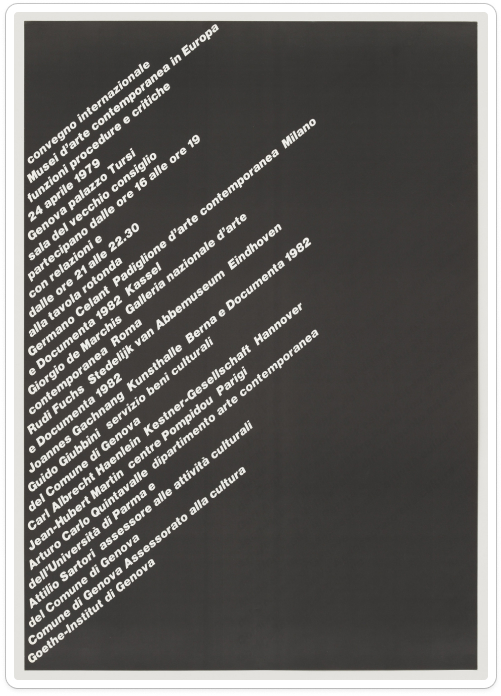 convegno internazionale
Musei d'arte contemporanea in Europa
funzioni procedure e critiche
24 aprile 1979
Genova palazzo Tursi
sala del vecchio consiglio
partecipano dalle ore 16 alle ore 19
con relazioni e
dalle ore 21 alle 22.30
alla tavola rotonda
Germano Celant Padiglione d'arte contemporanea Milano
e Documenta 1982 Kassel
Giorgio de Marchis Galleria nazionale d'arte
contemporanea Roma
Rudi Fuchs Stedelijk van Abbemuseum Eindhoven
e Documenta 1982
Joannes Gachnang Kunsthalle Berna e Documenta 1982
Guido Giubbini servizio beni culturali
del Comune di Genova
Carl Albrecht Haenlein Kestner-Gesellschaft Hannover
Jean-Hubert Martin centre Pompidou Parigi
Arturo Carlo Quintavalle dipartimento arte contemporanea
dell'Università di Parma e
Attilio Sartori assessore alle attività culturali
del Comune di Genova
Comune di Genova Assessorato alla cultura
Goethe-Institut di Genova